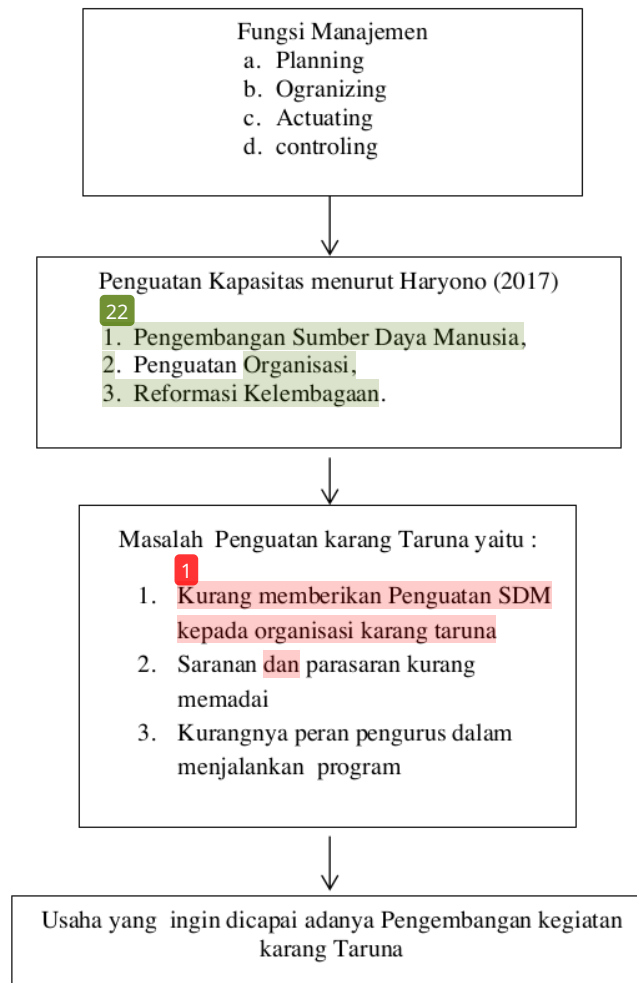 Fungsi Manajemen
a. Planning
b. Ogranizing
c. Actuating
d. controling
Penguatan Kapasitas menurut Haryono (2017)
22
1. Pengembangan Sumber Daya Manusia,
2. Penguatan Organisasi,
3. Reformasi Kelembagaan.
Masalah Penguatan karang Taruna yaitu :
1
1. Kurang memberikan Penguatan SDM
kepada organisasi karang taruna
2. Saranan dan parasaran kurang
memadai
3. Kurangnya peran pengurus dalam
menjalankan program
Usaha yang ingin dicapai adanya Pengembangan kegiatan
karang Taruna